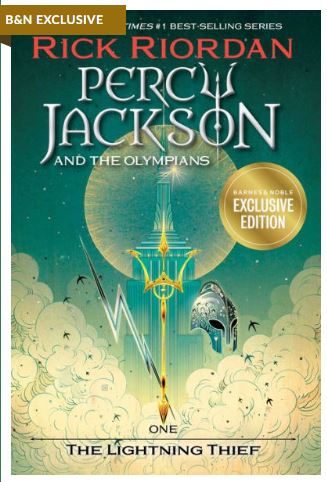 B&N EXCLUSIVE
TIMES #1 BEST-SELLING SERIES
RICK RIORDAN
PERCY
JACKSON
AND THE OLYMPIANS
BARNES & NOBLE
EXCLUSIVE
EDITION
ONE
THE LIGHTNING THIEF